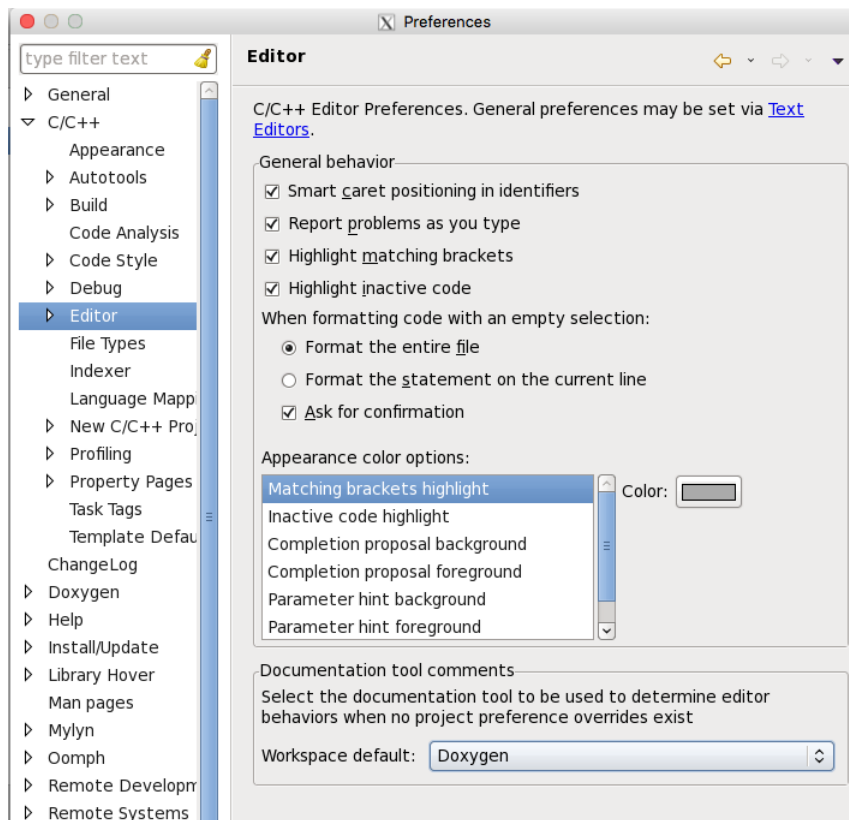 Preferences
type filter text
General
C/C++
Appearance
Autotools
Build
Code Analysis
Code Style
Debug
Editor
File Types
Indexer
Language Mappi
New C/C++ Proj
Profiling
Property Pages
Task Tags
Template Defau
ChangeLog
Doxygen
Help
Install/Update
Library Hover
Man pages
Mylyn
Oomph
Remote Developm
Remote Systems
Editor
C/C++ Editor Preferences. General preferences may be set via Text
Editors.
General behavior
Smart caret positioning in identifiers
Report problems as you type
Highlight matching brackets
Highlight inactive code
When formatting code with an empty selection:
Format the entire file
Format the statement on the current line
Ask for confirmation
Appearance color options:
Matching brackets highlight
Color:
Inactive code highlight
Completion proposal background
Completion proposal foreground
Parameter hint background
Parameter hint foreground
Documentation tool comments
Select the documentation tool to be used to determine editor
behaviors when no project preference overrides exist
Workspace default: Doxygen